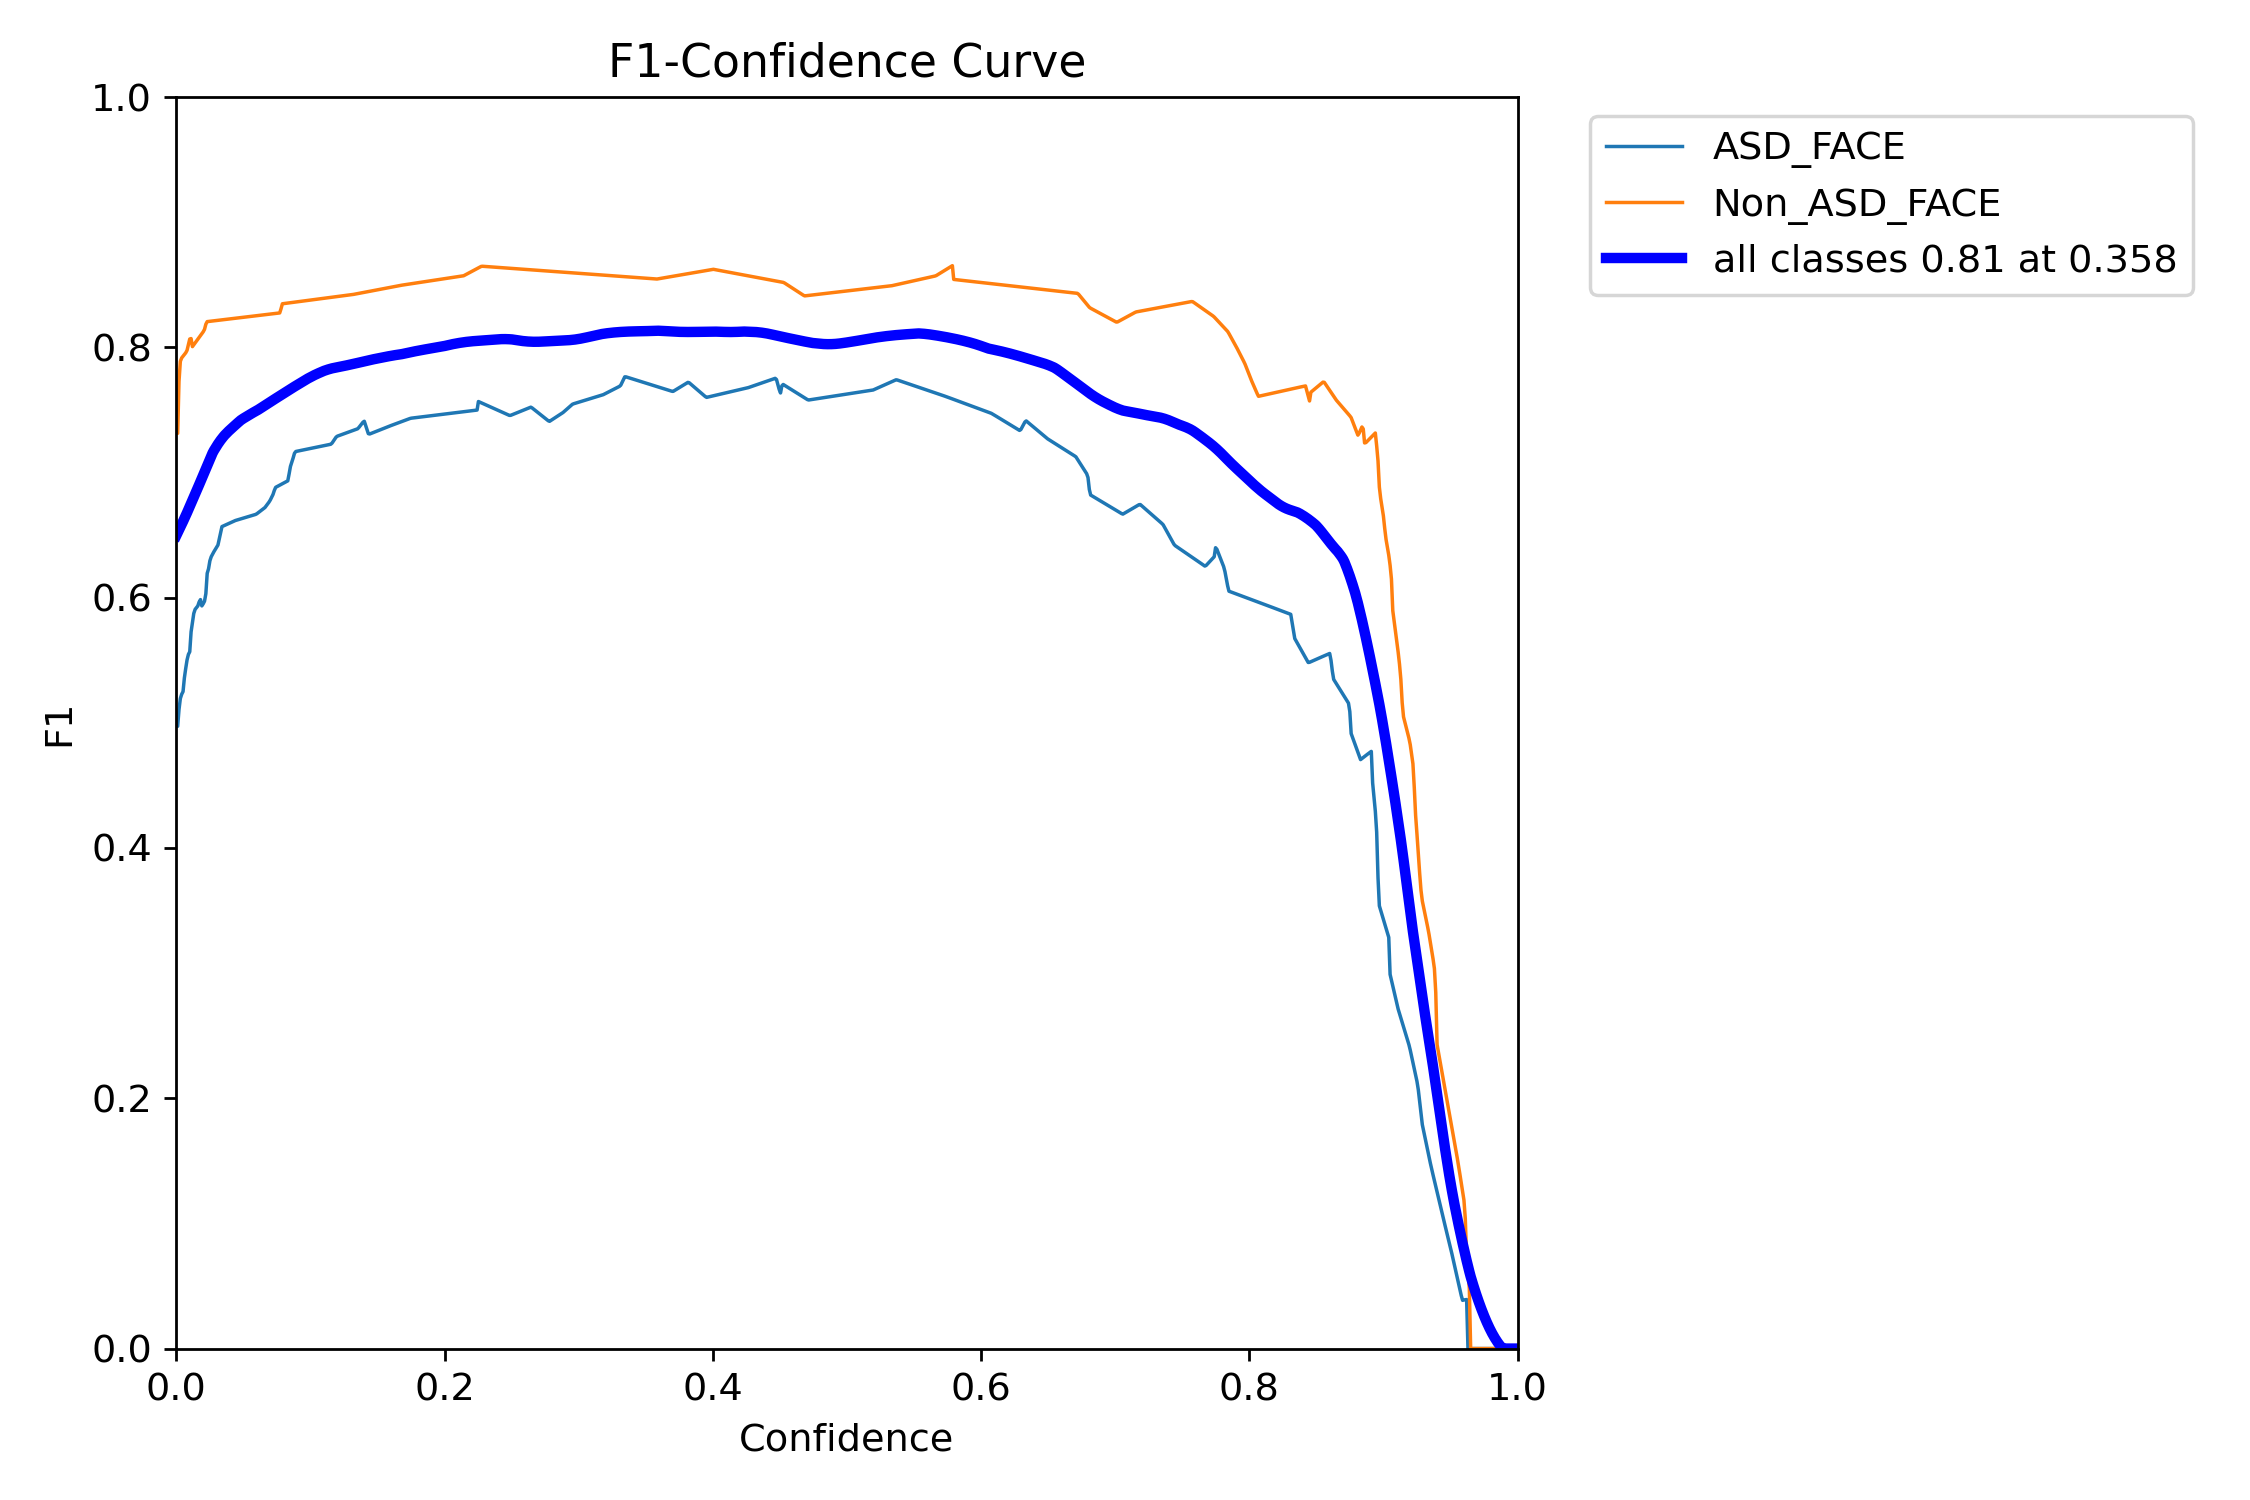 F1-Confidence Curve
1.0
0.8
0.6
0.4
0.2
0.0
F1
0.0 0.2 0.4 0.6 0.8 1.0
Confidence
ASD_FACE
Non_ASD_FACE
all classes 0.81 at 0.358